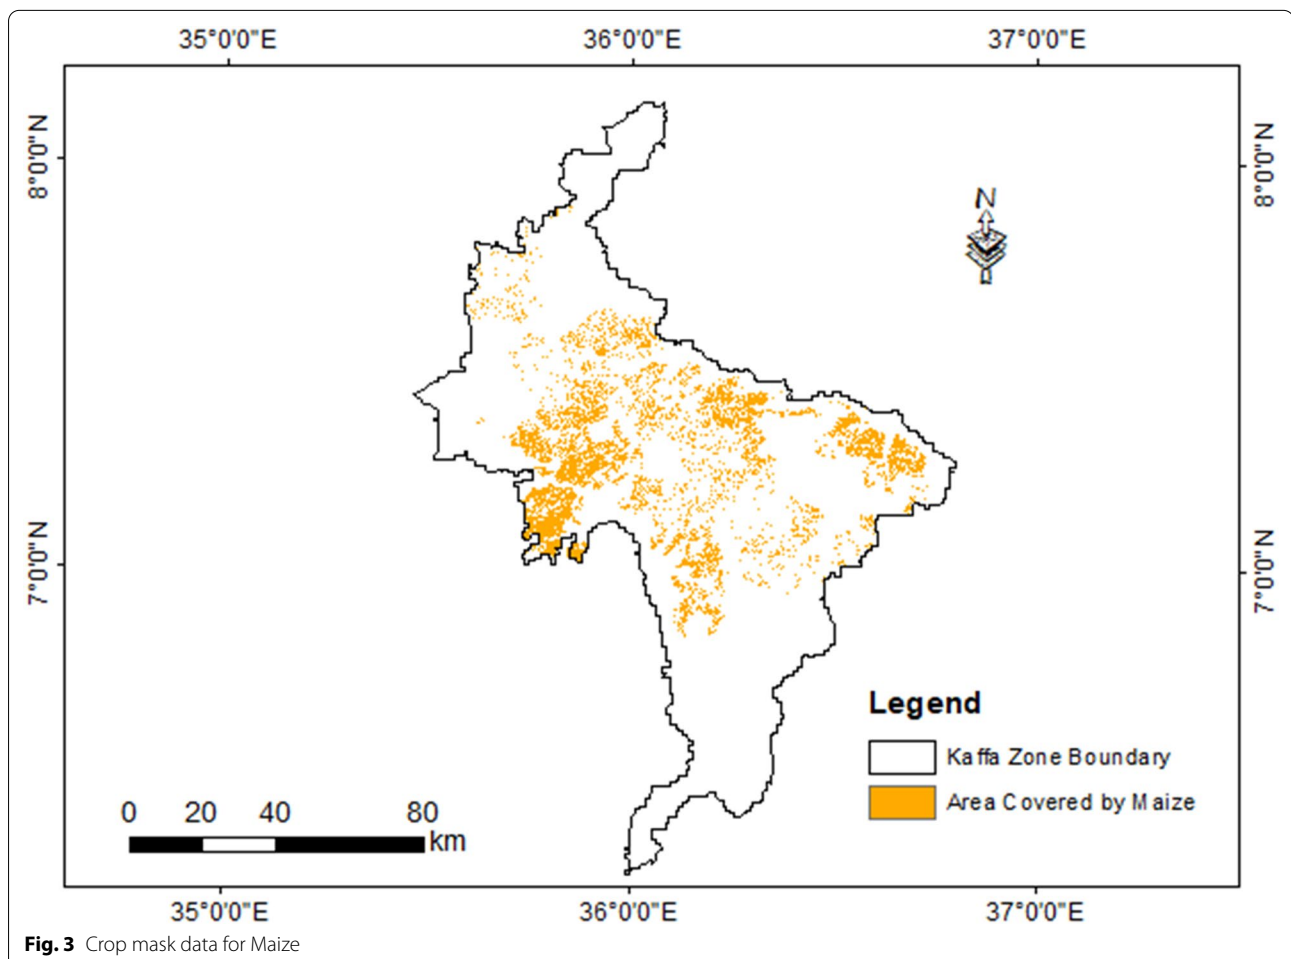 35°0'0"E 36°0'0"E 37°0'0"E
8°0'0"N 8°0'0"N
N
7°0'0"N 7°0'0"N
Legend
Kaffa Zone Boundary
Area Covered by Maize
0 20 40 80
km
35°0'0"E 36°0'0"E 37°0'0"E
Fig. 3 Crop mask data for Maize